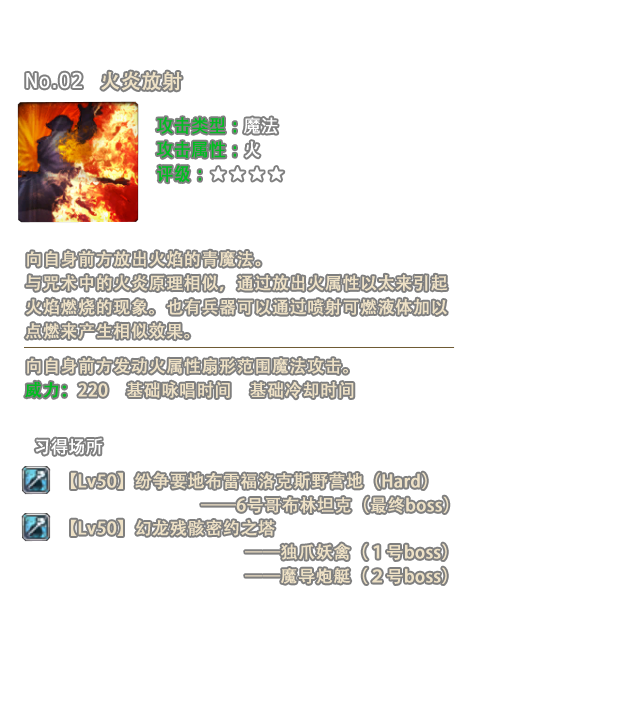 No.02 火炎放射
攻击类型：魔法
攻击属性：火
评级：☆☆☆☆
向自身前方放出火焰的青魔法。
与咒术中的火炎原理相似，通过放出火属性以太来引起
火焰燃烧的现象。也有兵器可以通过喷射可燃液体加以
点燃来产生相似效果。
向自身前方发动火属性扇形范围魔法攻击。
威力：220 基础咏唱时间 基础冷却时间
习得场所
【Lv50】纷争要地布雷福洛克斯野营地（Hard）
——6号哥布林坦克（最终boss）
【Lv50】幻龙残骸密约之塔
——独爪妖禽（１号boss）
——魔导炮艇（２号boss）